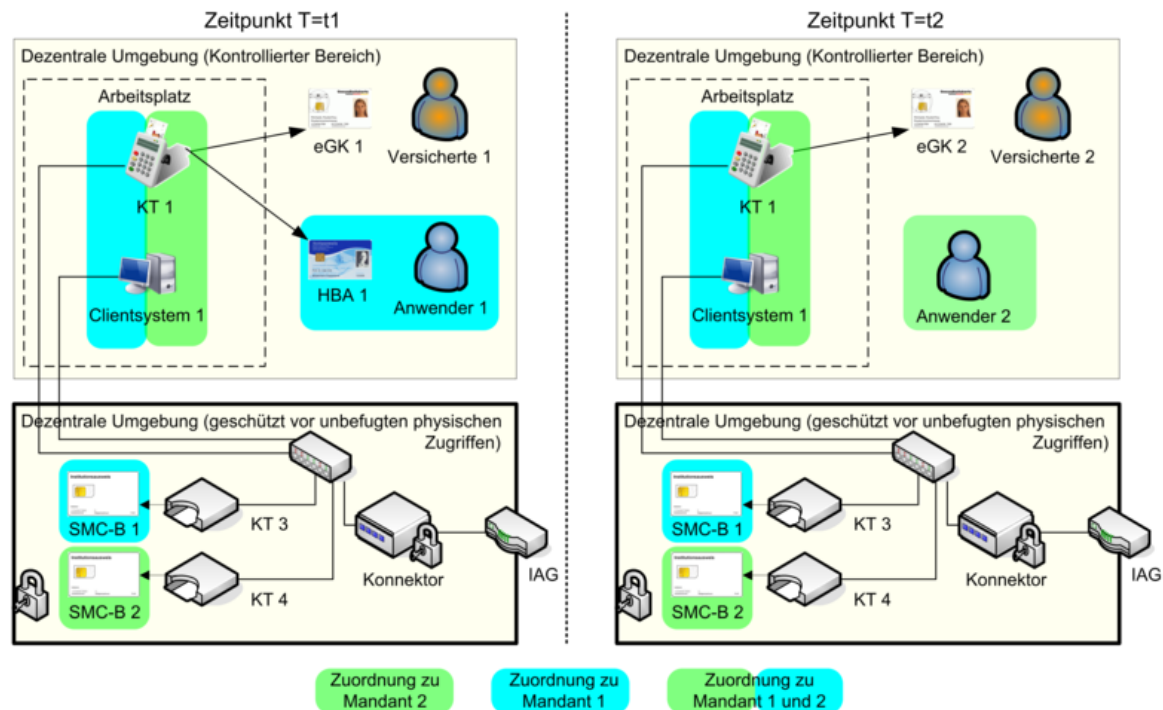 Zeitpunkt T=t1
Dezentrale Umgebung (Kontrollierter Bereich)
Arbeitsplatz
eGK 1
Versicherte 1
KT 1
HBA 1
Anwender 1
Clientsystem 1
Dezentrale Umgebung (geschützt vor unbefugten physischen
Zugriffen)
SMC-B 1
KT 3
SMC-B 2
KT 4
Konnektor
IAG
Zeitpunkt T=t2
Dezentrale Umgebung (Kontrollierter Bereich)
Arbeitsplatz
eGK 2
Versicherte 2
KT 1
Clientsystem 1
Anwender 2
Dezentrale Umgebung (geschützt vor unbefugten physischen
Zugriffen)
SMC-B 1
KT 3
SMC-B 2
KT 4
Konnektor
IAG
Zuordnung zu
Mandant 2
Zuordnung zu
Mandant 1
Zuordnung zu
Mandant 1 und 2